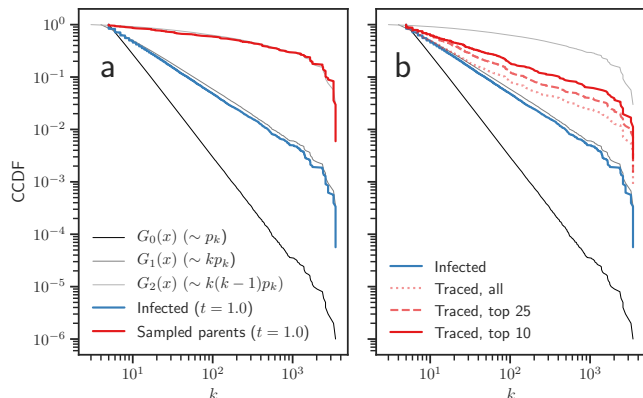 a
b
CCDF
10^0
10^{-1}
10^{-2}
10^{-3}
10^{-4}
10^{-5}
10^{-6}
G_0(x) (∼ p_k)
G_1(x) (∼ kp_k)
G_2(x) (∼ k(k−1)p_k)
Infected (t = 1.0)
Sampled parents (t = 1.0)
Infected
Traced, all
Traced, top 25
Traced, top 10
10^1
10^2
10^3
10^1
10^2
10^3
k
k